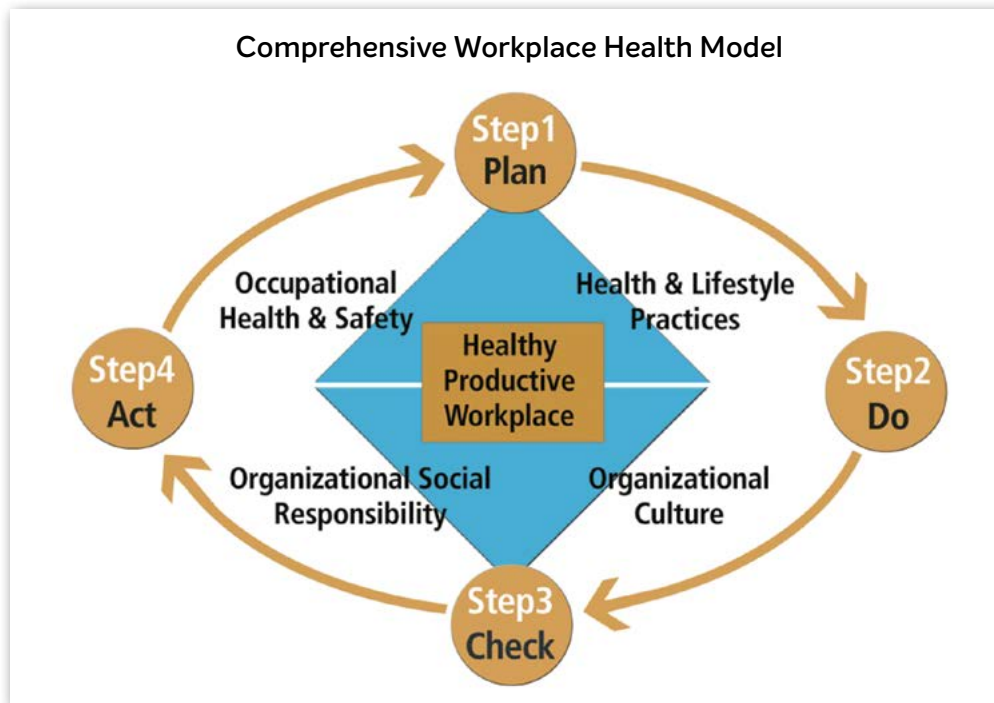 Comprehensive Workplace Health Model
Step1
Plan
Occupational
Health & Safety
Health & Lifestyle
Practices
Healthy
Productive
Workplace
Step4
Act
Step2
Do
Organizational Social
Responsibility
Organizational
Culture
Step3
Check